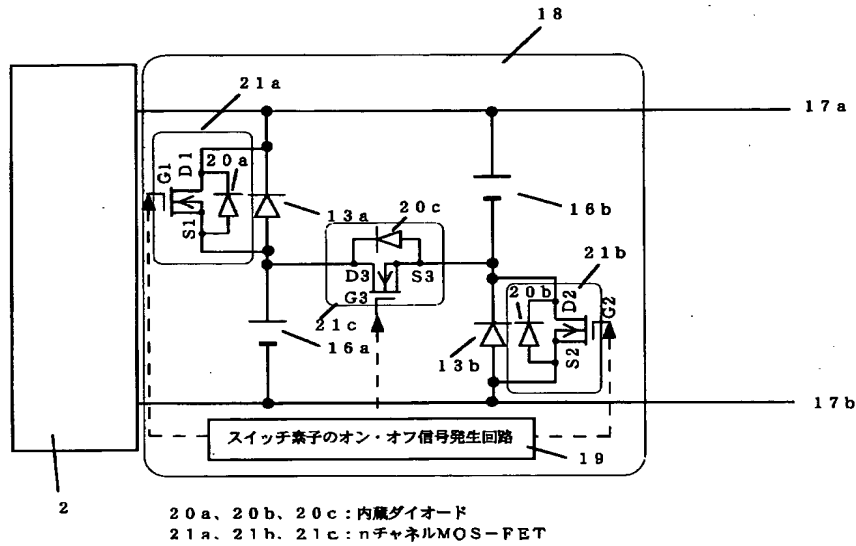 18
21a
17a
G1
D1
20a
S1
13a
20c
16b
21b
D3
S3
G3
20b
D2
G2
21c
16a
13b
S2
17b
スイッチ素子のオン・オフ信号発生回路
19
2
20a、20b、20c:内蔵ダイオード
21a、21b、21c:nチャネルMOS-FET